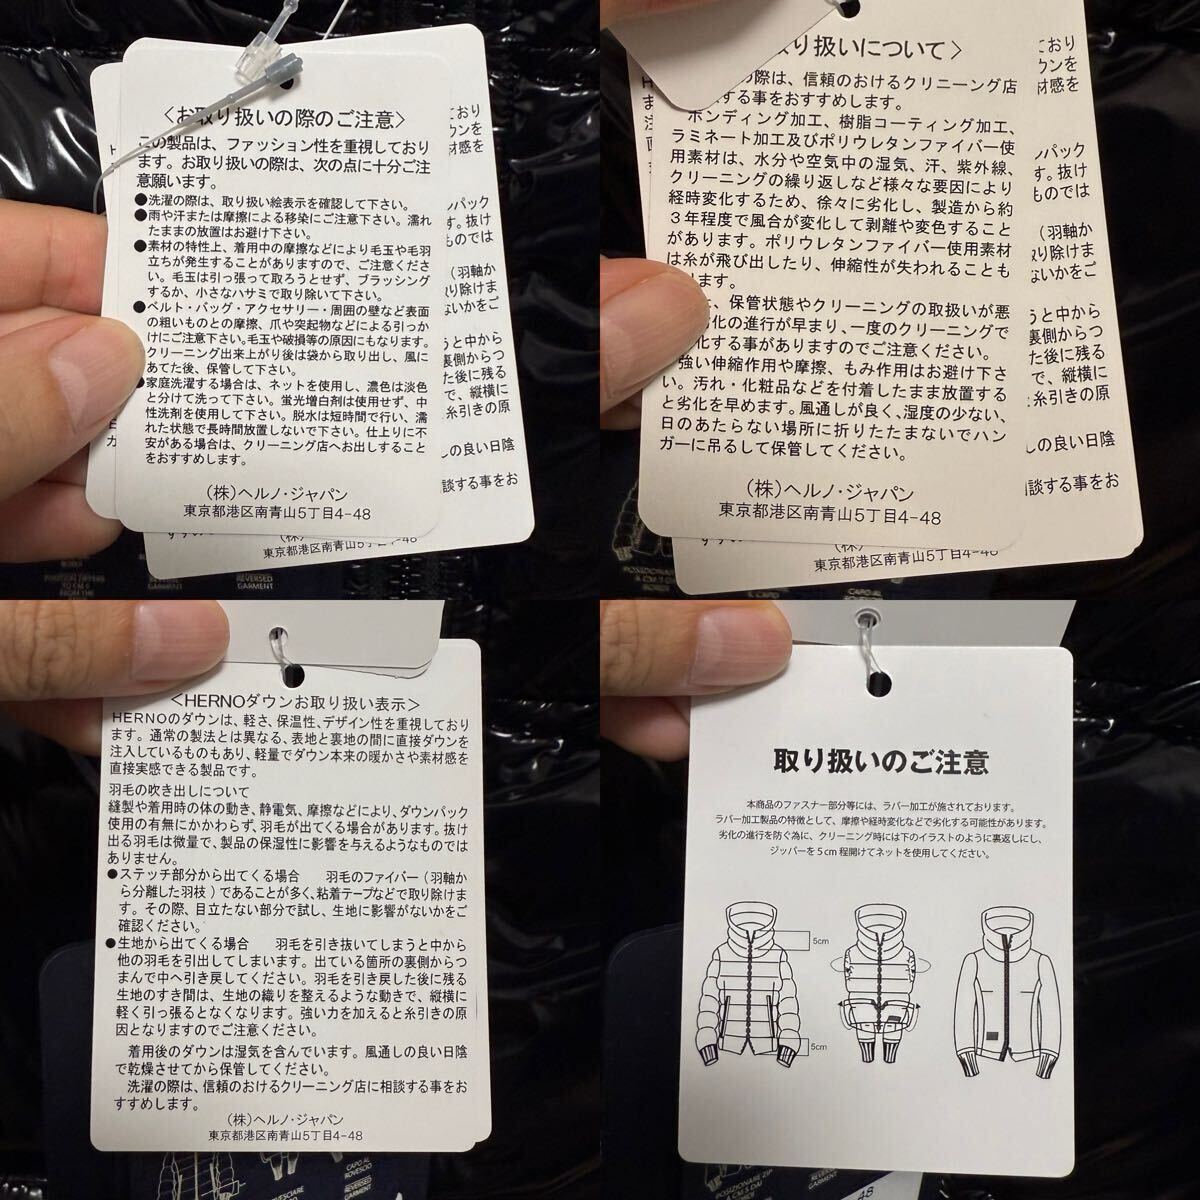 <お取り扱いの際のご注意>
この製品は、ファッション性を重視しており
ます。お取り扱いの際は、次の点に十分ご注
意願います。
●洗濯の際は、取り扱い絵表示を確認して下さい。
●雨や汗または摩擦による移染にご注意下さい。濡れ
たままの放置はお避け下さい。
●素材の特性上、着用中の摩擦などにより毛玉や毛羽
立ちが発生することがありますので、ご注意くださ
い。毛玉は引っ張って取ろうとせず、ブラッシング
するか、小さなハサミで取り除いて下さい。
●ベルト・バッグ・アクセサリー・周囲の壁など表面
の粗いものとの摩擦、爪や突起物などによる引っか
けにご注意下さい。毛玉や破損等の原因にもなります。
クリーニング出来上がり後は袋から取り出し、風に
あてた後、保管して下さい。
●家庭洗濯する場合は、ネットを使用し、濃色は淡色
と分けて洗って下さい。蛍光増白剤は使用せず、中
性洗剤を使用して下さい。脱水は短時間で行い、濡
れた状態で長時間放置しないで下さい。仕上りに不
安がある場合は、クリーニング店へお出しすること
をおすすめします。
(株)ヘルノ・ジャパン
東京都港区南青山5丁目4-48
東京都港区南青山5丁目4-48
REVERSED
GARMENT
取り扱いについて>
の際は、信頼のおけるクリーニング店
する事をおすすめします。
ボンディング加工、樹脂コーティング加工、
ラミネート加工及びポリウレタンファイバー使
用素材は、水分や空気中の湿気、汗、紫外線、
クリーニングの繰り返しなど様々な要因により
経時変化するため、徐々に劣化し、製造から約
3年程度で風合が変化して剥離や変色すること
があります。ポリウレタンファイバー使用素材
は糸が飛び出したり、伸縮性が失われることも
ります。
、保管状態やクリーニングの取扱いが悪
劣化の進行が早まり、一度のクリーニングで
化する事がありますのでご注意ください。
強い伸縮作用や摩擦、もみ作用はお避け下さ
い。汚れ・化粧品などを付着したまま放置する
と劣化を早めます。風通しが良く、湿度の少ない、
日のあたらない場所に折りたたまないでハン
ガーに吊るして保管してください。
(株)ヘルノ・ジャパン
東京都港区南青山5丁目4-48
東京都港区南青山5丁目4-48
<HERNOダウンお取り扱い表示>
HERNOのダウンは、軽さ、保温性、デザイン性を重視しており
ます。通常の製法とは異なる、表地と裏地の間に直接ダウンを
注入しているものもあり、軽量でダウン本来の暖かさや素材感を
直接実感できる製品です。
羽毛の吹き出しについて
縫製や着用時の体の動き、静電気、摩擦などにより、ダウンパック
使用の有無にかかわらず、羽毛が出てくる場合があります。抜け
出る羽毛は微量で、製品の保温性に影響を与えるようなものでは
ありません。
●ステッチ部分から出てくる場合　羽毛のファイバー(羽軸か
ら分離した羽枝)であることが多く、粘着テープなどで取り除けま
す。その際、目立たない部分で試し、生地に影響がないかをご
確認ください。
●生地から出てくる場合　羽毛を引き抜いてしまうと中から
他の羽毛を引出してしまいます。出ている箇所の裏側からつ
まんで中へ引き戻してください。羽毛を引き戻した後に残る
生地のすき間は、生地の織りを整えるような動きで、縦横に
軽く引っ張るとなくなります。強い力を加えると糸引きの原
因となりますのでご注意ください。
着用後のダウンは湿気を含んでいます。風通しの良い日陰
で乾燥させてから保管してください。
洗濯の際は、信頼のおけるクリーニング店に相談する事をお
すすめします。
(株)ヘルノ・ジャパン
東京都港区南青山5丁目4-48
CAPO AL
ROVESCIO
REVERSED
GARMENT
取り扱いのご注意
本商品のファスナー部分等には、ラバー加工が施されております。
ラバー加工製品の特徴として、摩擦や経時変化などで劣化する可能性があります。
劣化の進行を防ぐ為に、クリーニング時には下のイラストのように裏返しにし、
ジッパーを5cm程開けてネットを使用してください。
5cm
5cm
POSIZIONARE ZIP
A CM 5 DAI
CAPO AL
ROVESCIO
REVERSED
GARMENT
48